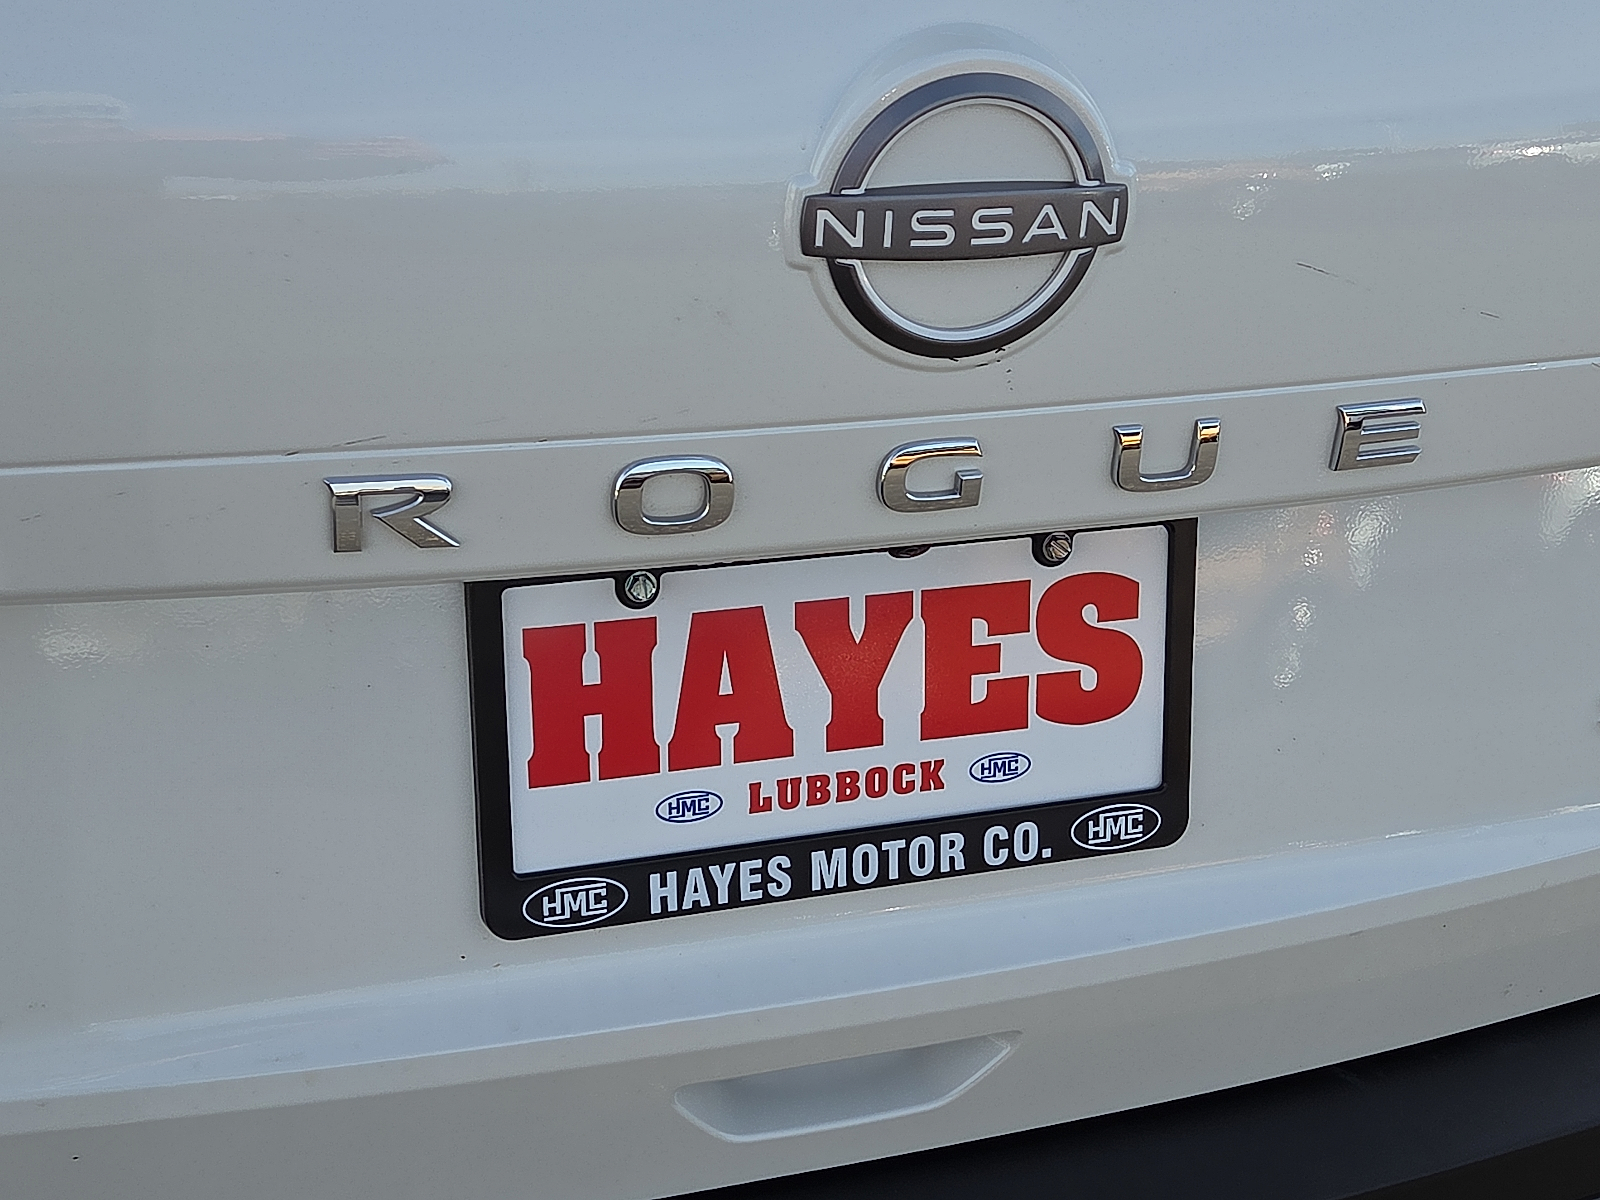 NISSAN
ROGUE
HAYES
HMC LUBBOCK HMC
HMC HAYES MOTOR CO. HMC